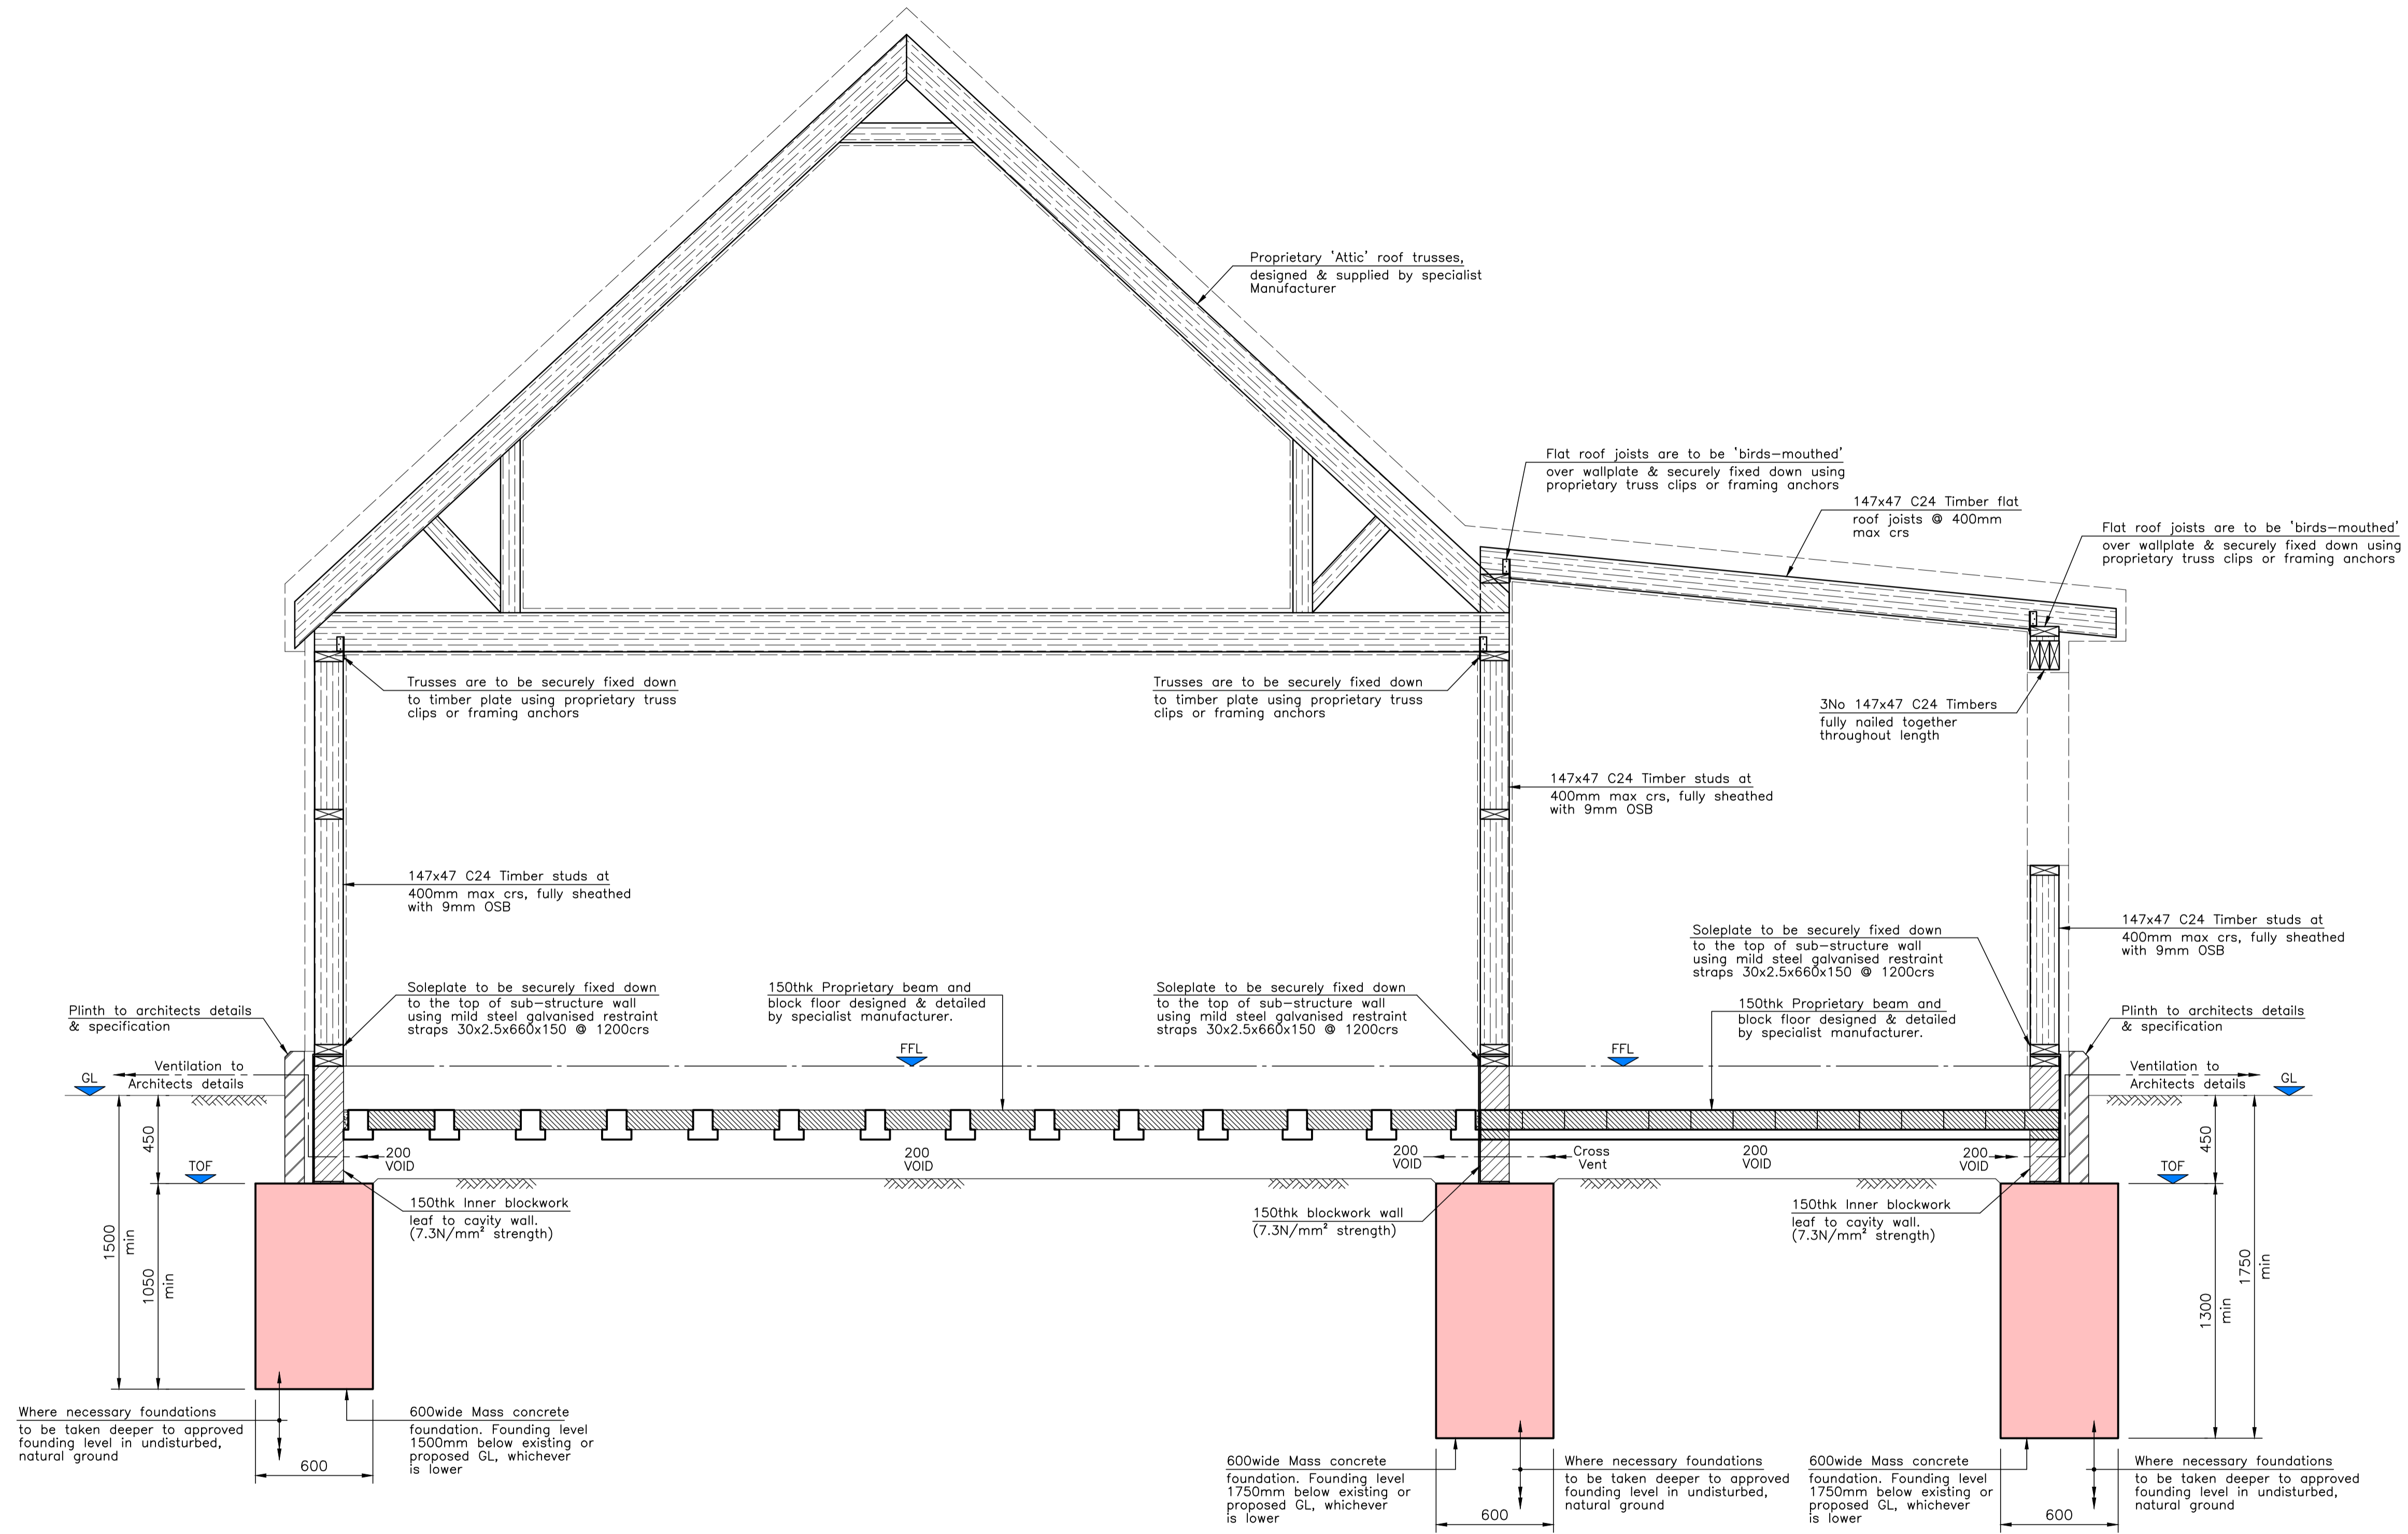 Proprietary 'Attic' roof trusses,
designed & supplied by specialist
Manufacturer
Flat roof joists are to be 'birds-mouthed'
over wallplate & securely fixed down using
proprietary truss clips or framing anchors
147x47 C24 Timber flat
roof joists @ 400mm
max crs
Flat roof joists are to be 'birds-mouthed'
over wallplate & securely fixed down using
proprietary truss clips or framing anchors
Trusses are to be securely fixed down
to timber plate using proprietary truss
clips or framing anchors
Trusses are to be securely fixed down
to timber plate using proprietary truss
clips or framing anchors
3No 147x47 C24 Timbers
fully nailed together
throughout length
147x47 C24 Timber studs at
400mm max crs, fully sheathed
with 9mm OSB
147x47 C24 Timber studs at
400mm max crs, fully sheathed
with 9mm OSB
147x47 C24 Timber studs at
400mm max crs, fully sheathed
with 9mm OSB
Soleplate to be securely fixed down
to the top of sub-structure wall
using mild steel galvanised restraint
straps 30x2.5x660x150 @ 1200crs
Plinth to architects details
& specification
Soleplate to be securely fixed down
to the top of sub-structure wall
using mild steel galvanised restraint
straps 30x2.5x660x150 @ 1200crs
150thk Proprietary beam and
block floor designed & detailed
by specialist manufacturer.
Soleplate to be securely fixed down
to the top of sub-structure wall
using mild steel galvanised restraint
straps 30x2.5x660x150 @ 1200crs
150thk Proprietary beam and
block floor designed & detailed
by specialist manufacturer.
Plinth to architects details
& specification
FFL
FFL
Ventilation to
Architects details
GL
Ventilation to
Architects details
GL
450
450
200
VOID
200
VOID
200
VOID
Cross
Vent
200
VOID
200
VOID
TOF
TOF
150thk Inner blockwork
leaf to cavity wall.
(7.3N/mm² strength)
150thk blockwork wall
(7.3N/mm² strength)
150thk Inner blockwork
leaf to cavity wall.
(7.3N/mm² strength)
1500
min
1050
min
1300
min
1750
min
Where necessary foundations
to be taken deeper to approved
founding level in undisturbed,
natural ground
600
600wide Mass concrete
foundation. Founding level
1500mm below existing or
proposed GL, whichever
is lower
600wide Mass concrete
foundation. Founding level
1750mm below existing or
proposed GL, whichever
is lower
600
Where necessary foundations
to be taken deeper to approved
founding level in undisturbed,
natural ground
600wide Mass concrete
foundation. Founding level
1750mm below existing or
proposed GL, whichever
is lower
600
Where necessary foundations
to be taken deeper to approved
founding level in undisturbed,
natural ground